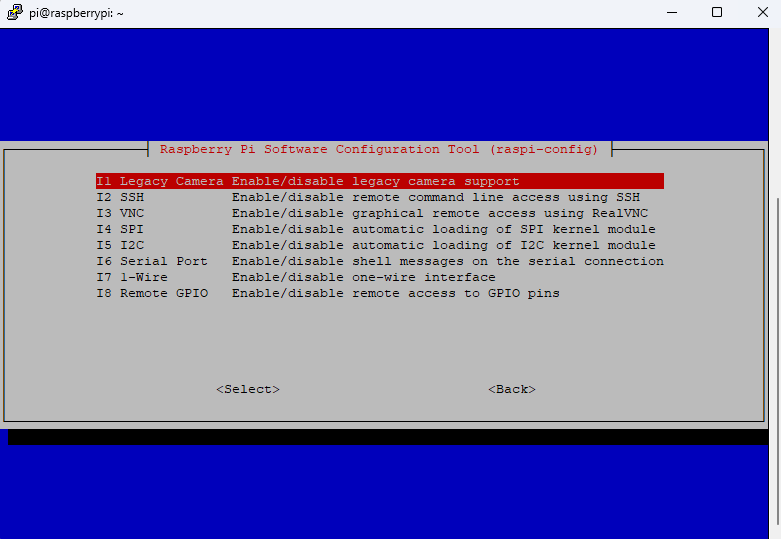 pi@raspberrypi: ~
Raspberry Pi Software Configuration Tool (raspi-config)
I1 Legacy Camera Enable/disable legacy camera support
I2 SSH Enable/disable remote command line access using SSH
I3 VNC Enable/disable graphical remote access using RealVNC
I4 SPI Enable/disable automatic loading of SPI kernel module
I5 I2C Enable/disable automatic loading of I2C kernel module
I6 Serial Port Enable/disable shell messages on the serial connection
I7 1-Wire Enable/disable one-wire interface
I8 Remote GPIO Enable/disable remote access to GPIO pins
<Select> <Back>